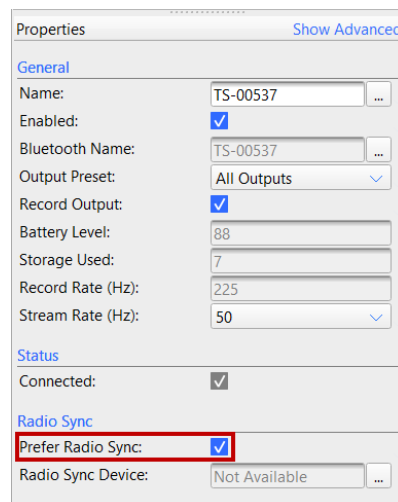 Properties Show Advanced
General
Name: TS-00537 ...
Enabled:
Bluetooth Name: TS-00537 ...
Output Preset: All Outputs
Record Output:
Battery Level: 88
Storage Used: 7
Record Rate (Hz): 225
Stream Rate (Hz): 50
Status
Connected:
Radio Sync
Prefer Radio Sync:
Radio Sync Device: Not Available ...